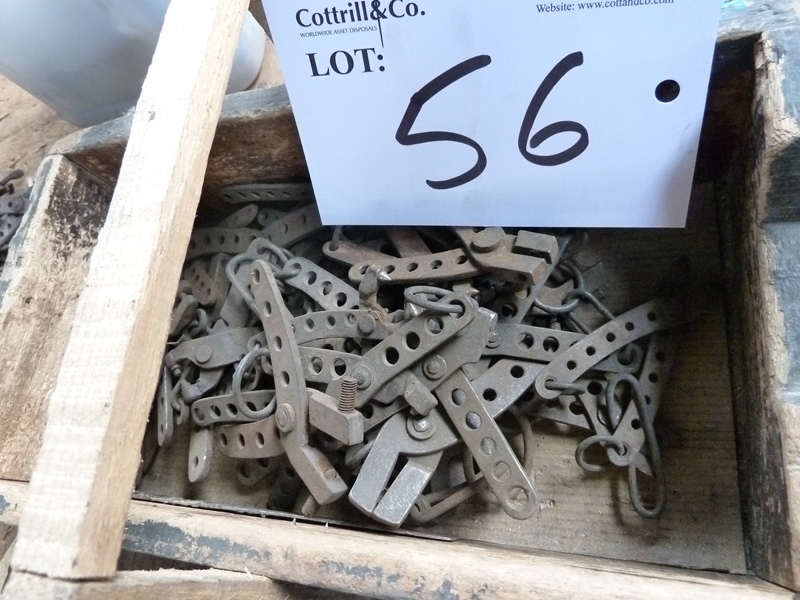 Cottrill&Co.
Website: www.cottandco.com
WORLDWIDE ASSET DISPOSALS
LOT:
56